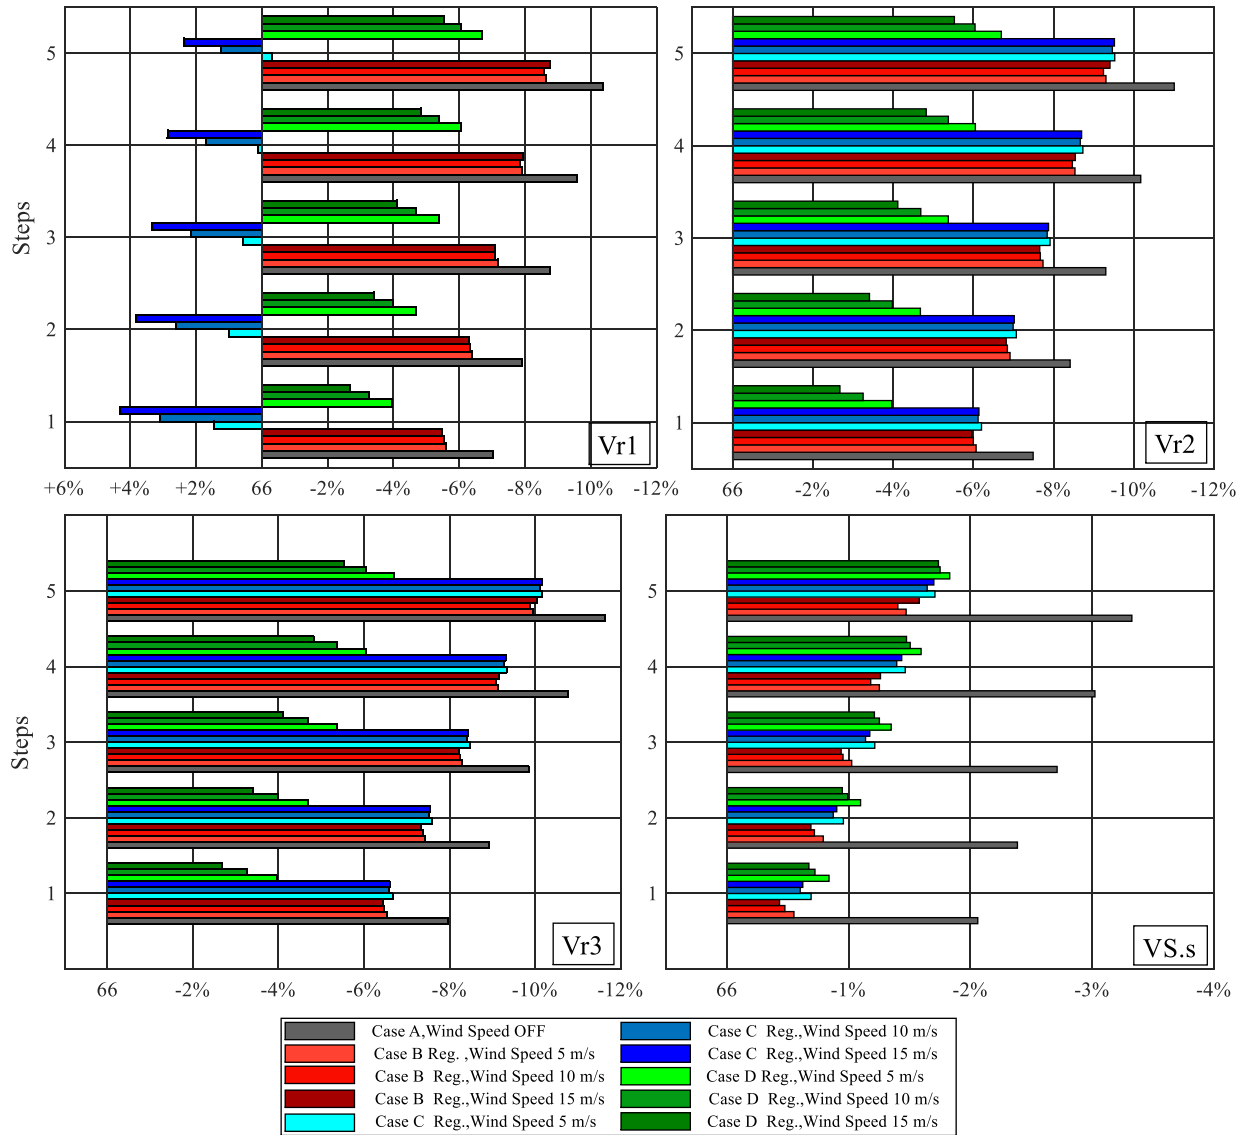 5
4
3
2
1
Steps
Vr1
+6% +4% +2% 66 -2% -4% -6% -8% -10% -12%
5
4
3
2
1
Vr2
66 -2% -4% -6% -8% -10% -12%
5
4
3
2
1
Steps
Vr3
66 -2% -4% -6% -8% -10% -12%
5
4
3
2
1
VS.s
66 -1% -2% -3% -4%
Case A,Wind Speed OFF
Case B Reg. ,Wind Speed 5 m/s
Case B Reg.,Wind Speed 10 m/s
Case B Reg.,Wind Speed 15 m/s
Case C Reg.,Wind Speed 5 m/s
Case C Reg.,Wind Speed 10 m/s
Case C Reg.,Wind Speed 15 m/s
Case D Reg.,Wind Speed 5 m/s
Case D Reg.,Wind Speed 10 m/s
Case D Reg.,Wind Speed 15 m/s